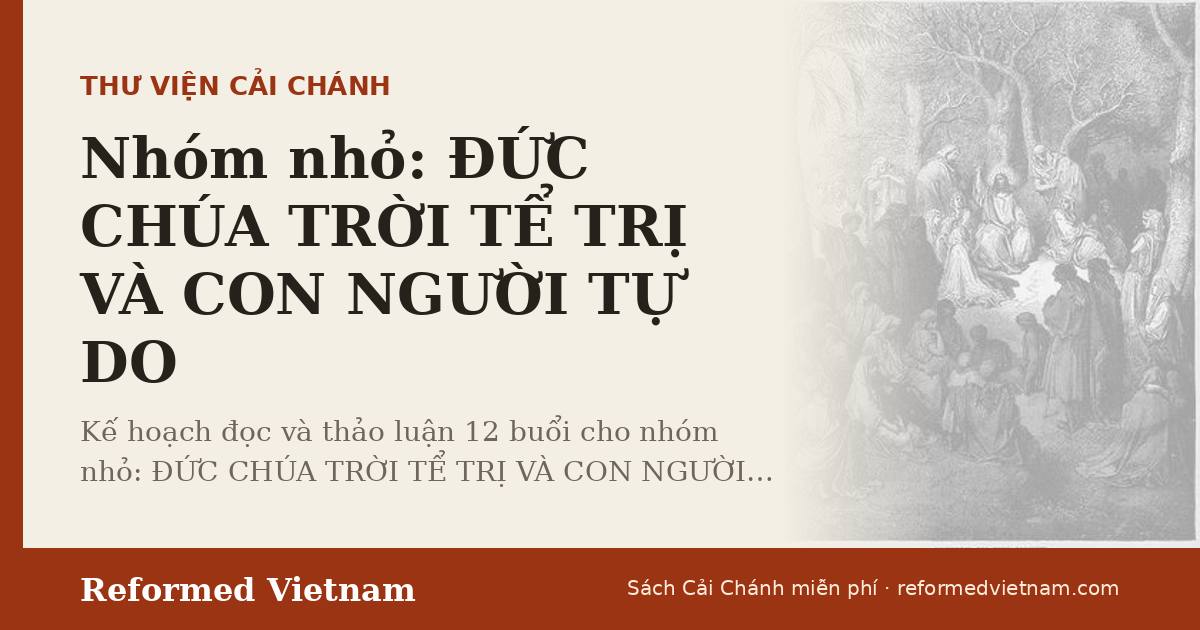 THƯ VIỆN CẢI CHÁNH
Nhóm nhỏ: ĐỨC
CHÚA TRỜI TỂ TRỊ
VÀ CON NGƯỜI TỰ
DO
Kế hoạch đọc và thảo luận 12 buổi cho nhóm
nhỏ: ĐỨC CHÚA TRỜI TỂ TRỊ VÀ CON NGƯỜI...
Reformed Vietnam
Sách Cải Chánh miễn phí · reformedvietnam.com